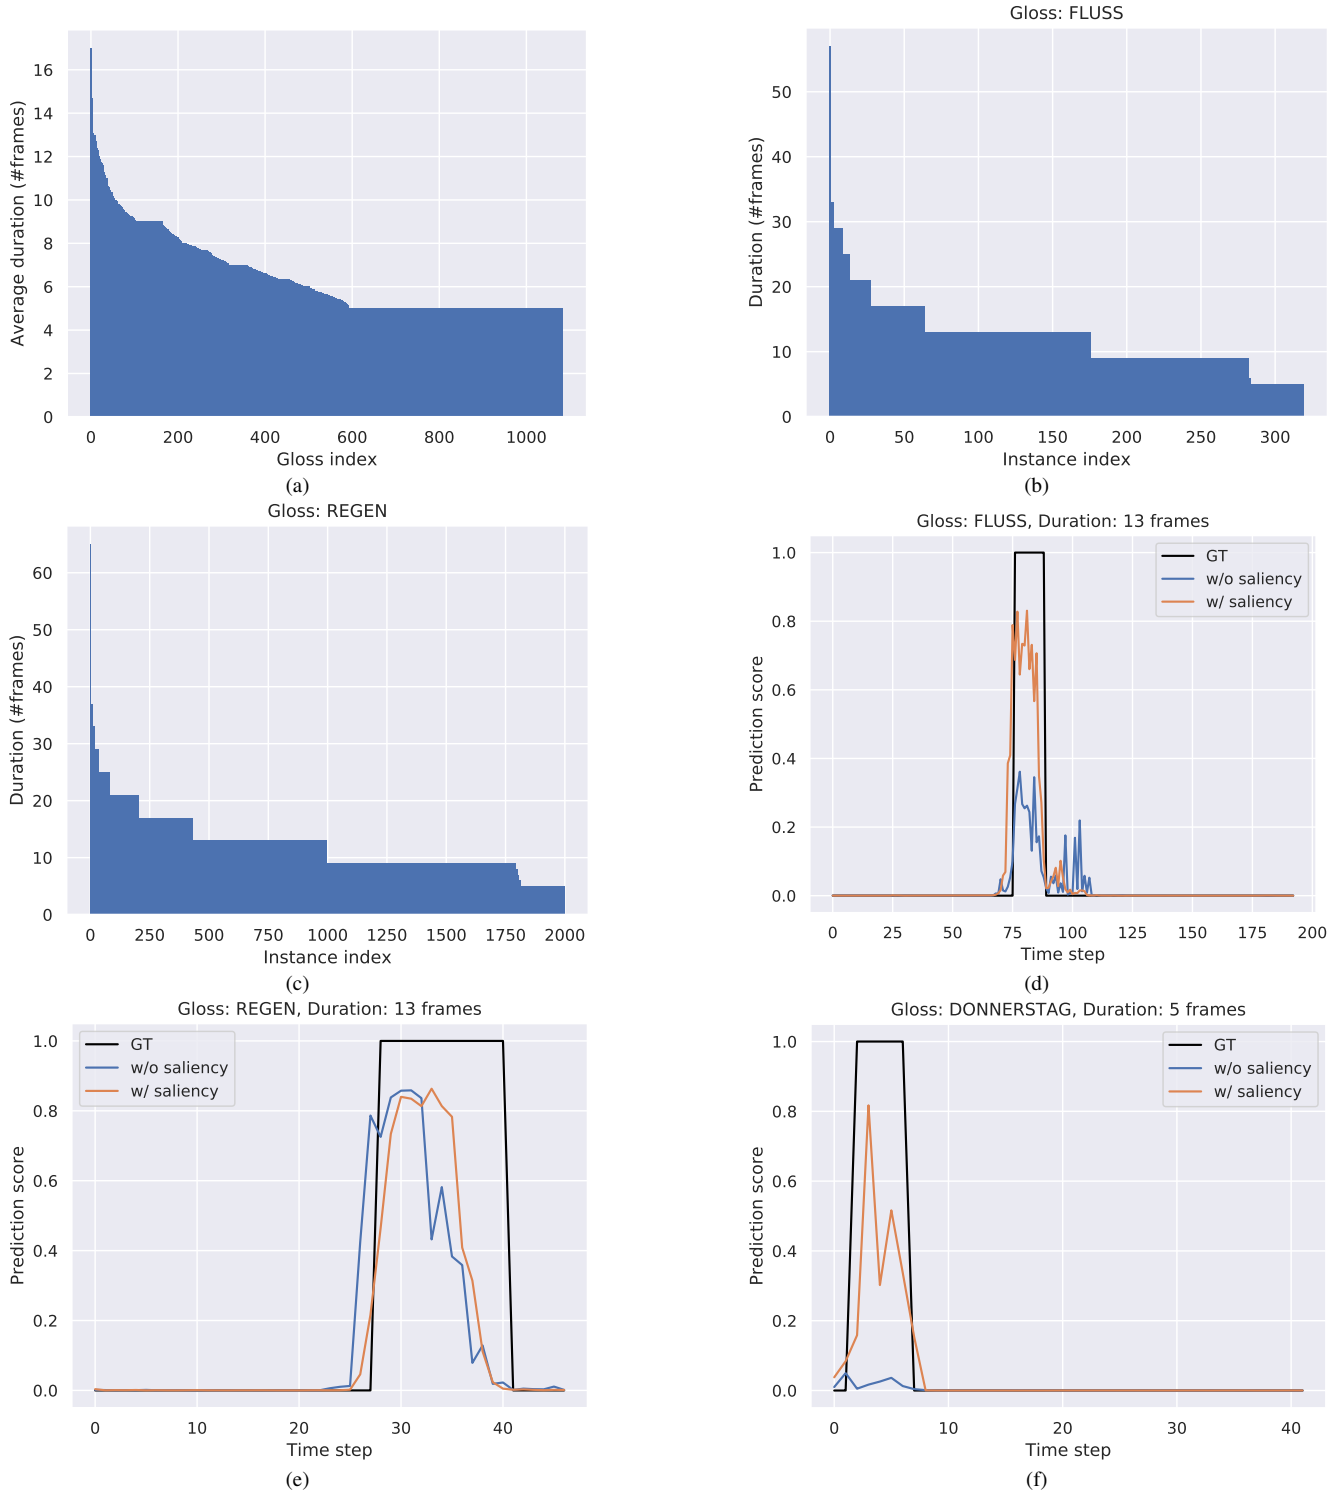 16
14
12
10
8
6
4
2
0
Average duration (#frames)
0 200 400 600 800 1000
Gloss index
(a)
Gloss: FLUSS
50
40
30
20
10
0
Duration (#frames)
0 50 100 150 200 250 300
Instance index
(b)
Gloss: REGEN
60
50
40
30
20
10
0
Duration (#frames)
0 250 500 750 1000 1250 1500 1750 2000
Instance index
(c)
Gloss: FLUSS, Duration: 13 frames
GT
w/o saliency
w/ saliency
1.0
0.8
0.6
0.4
0.2
0.0
Prediction score
0 25 50 75 100 125 150 175 200
Time step
(d)
Gloss: REGEN, Duration: 13 frames
GT
w/o saliency
w/ saliency
1.0
0.8
0.6
0.4
0.2
0.0
Prediction score
0 10 20 30 40
Time step
(e)
Gloss: DONNERSTAG, Duration: 5 frames
GT
w/o saliency
w/ saliency
1.0
0.8
0.6
0.4
0.2
0.0
Prediction score
0 10 20 30 40
Time step
(f)